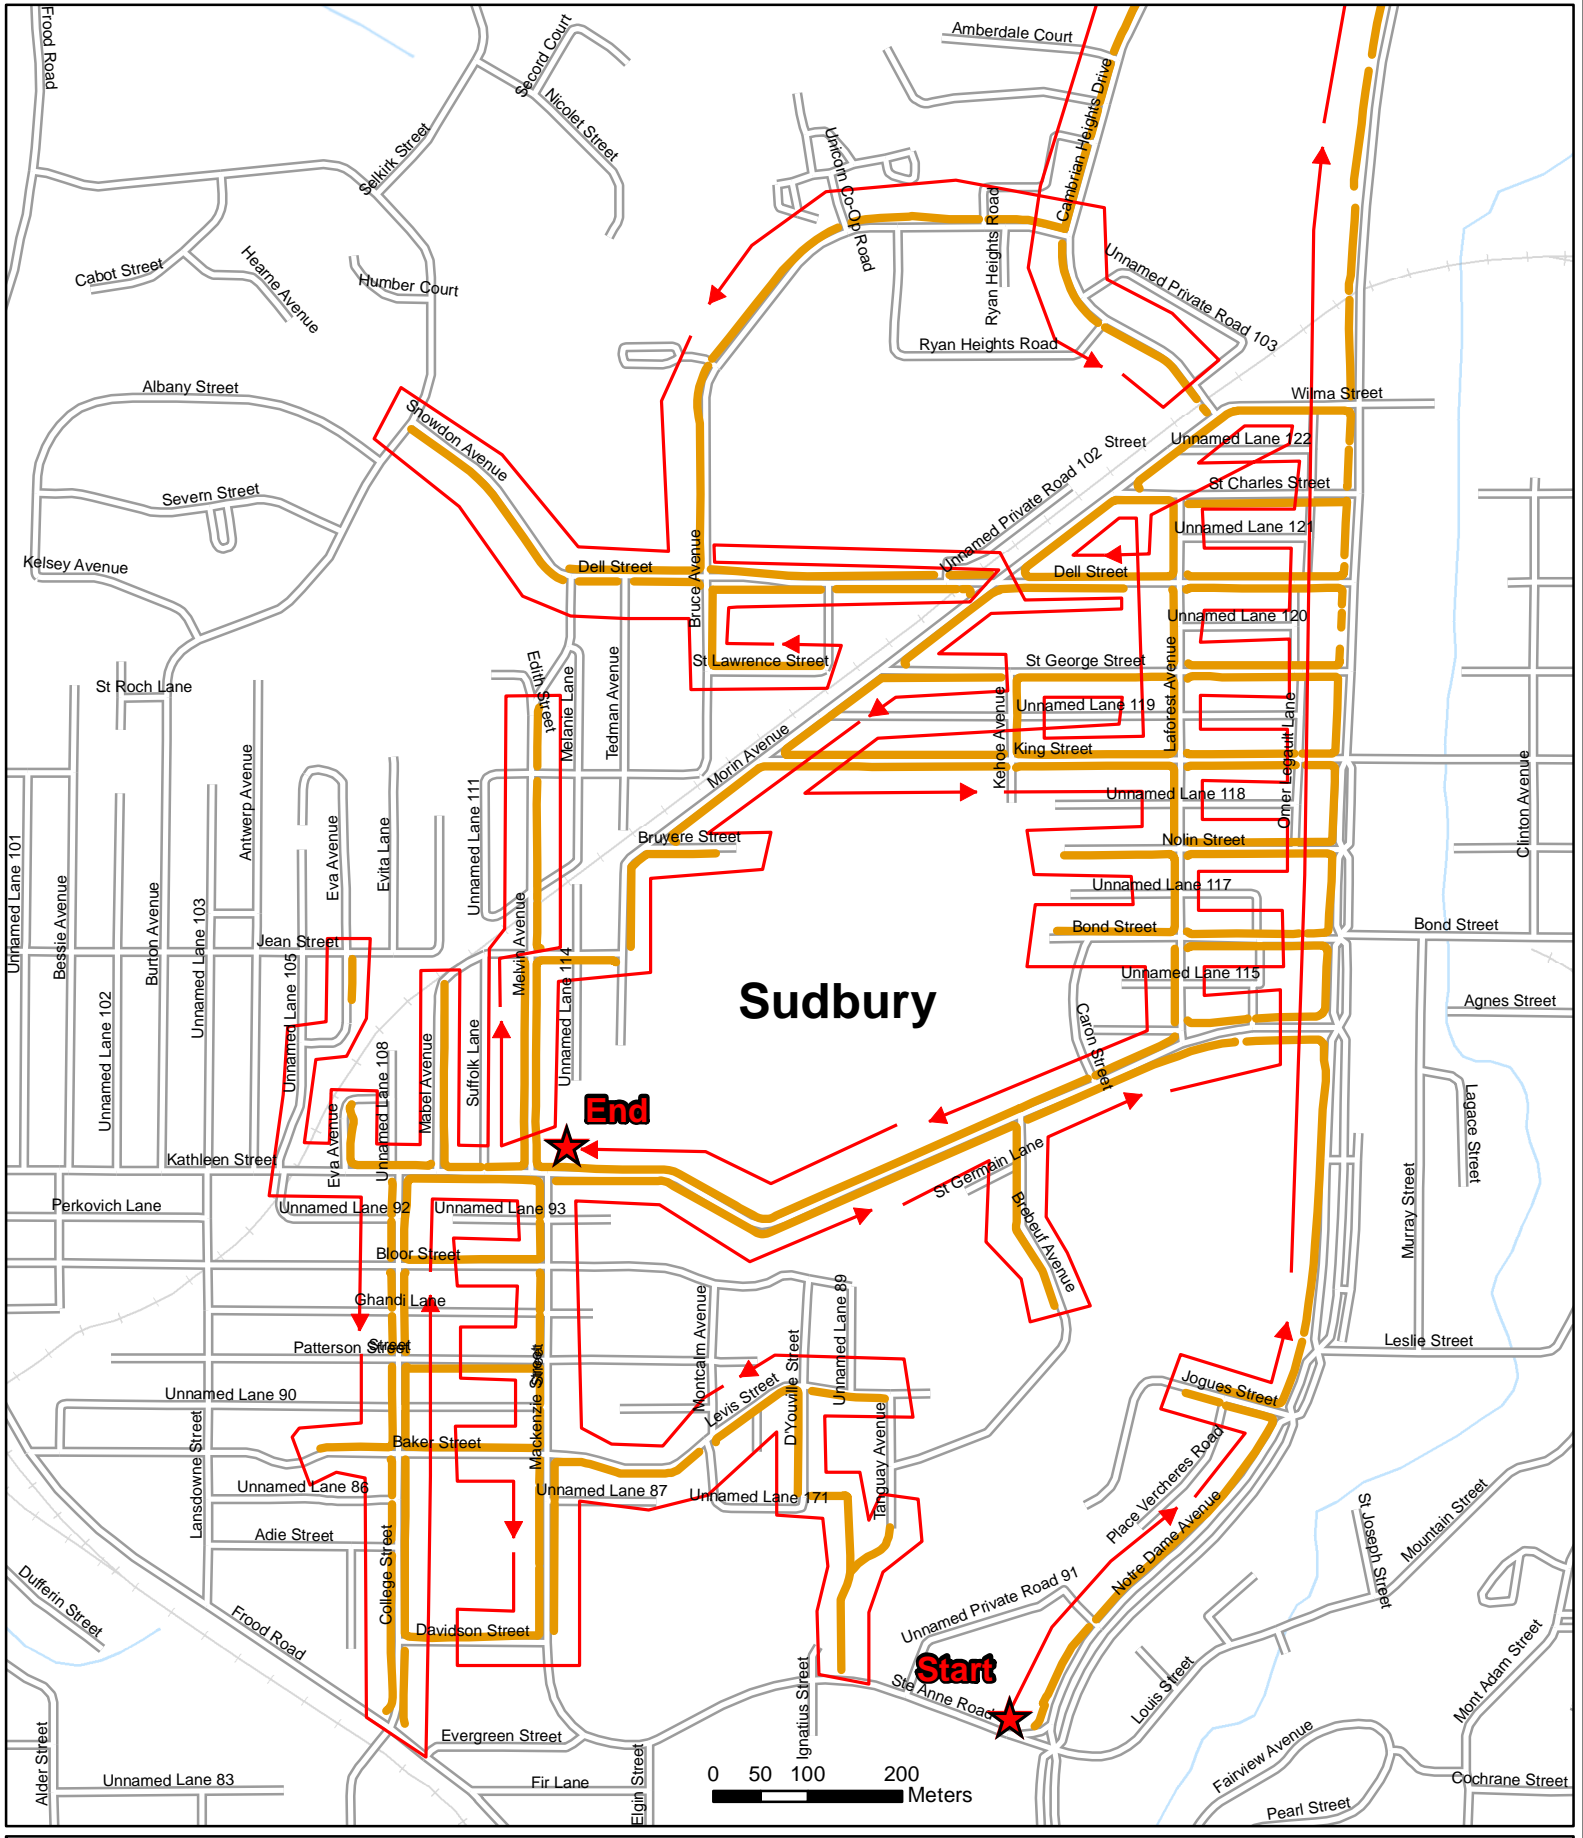 Frood Road
Second Court
Amberdale Court
Nicolet Street
Selkirk Street
Unicorn Co-Op Road
Cambrian Heights Drive
Ryan Heights Road
Cabot Street
Hearne Avenue
Humber Court
Unnamed Private Road 103
Ryan Heights Road
Albany Street
Snowdon Avenue
Wilma Street
Street
Unnamed Lane 122
Unnamed Private Road 102
Severn Street
St Charles Street
Unnamed Lane 121
Kelsey Avenue
Dell Street
Dell Street
Bruce Avenue
Unnamed Lane 120
St Lawrence Street
St George Street
Edith Street
Melanie Lane
Tedman Avenue
St Roch Lane
Laforest Avenue
Kehoe Avenue
Unnamed Lane 119
Omer Legault Lane
King Street
Morin Avenue
Antwerp Avenue
Unnamed Lane 111
Unnamed Lane 118
Clinton Avenue
Eva Avenue
Evita Lane
Bruyere Street
Nolin Street
Unnamed Lane 101
Bessie Avenue
Burton Avenue
Unnamed Lane 103
Unnamed Lane 117
Melvin Avenue
Jean Street
Bond Street
Bond Street
Unnamed Lane 105
Unnamed Lane 114
Unnamed Lane 115
Sudbury
Agnes Street
Unnamed Lane 102
Unnamed Lane 108
Mabel Avenue
Suffolk Lane
Caron Street
End
Lagace Street
Eva Avenue
Kathleen Street
St Germain Lane
Murray Street
Perkovich Lane
Unnamed Lane 92
Unnamed Lane 93
Brebeuf Avenue
Bloor Street
Ghandi Lane
Montcalm Avenue
Unnamed Lane 89
Patterson Street
Street
Mackenzie Street
Street
D'Youville Street
Leslie Street
Unnamed Lane 90
Levis Street
Jogues Street
Lansdowne Street
Baker Street
Tanguay Avenue
Place Vercheres Road
Unnamed Lane 86
Unnamed Lane 87
Unnamed Lane 171
Notre Dame Avenue
St Joseph Street
Mountain Street
Adie Street
College Street
Dufferin Street
Frood Road
Davidson Street
Unnamed Private Road 91
Start
Ste Anne Road
Ignatius Street
Louis Street
Mont Adam Street
Alder Street
Evergreen Street
Elgin Street
Fairview Avenue
Unnamed Lane 83
Fir Lane
0 50 100 200
Meters
Cochrane Street
Pearl Street